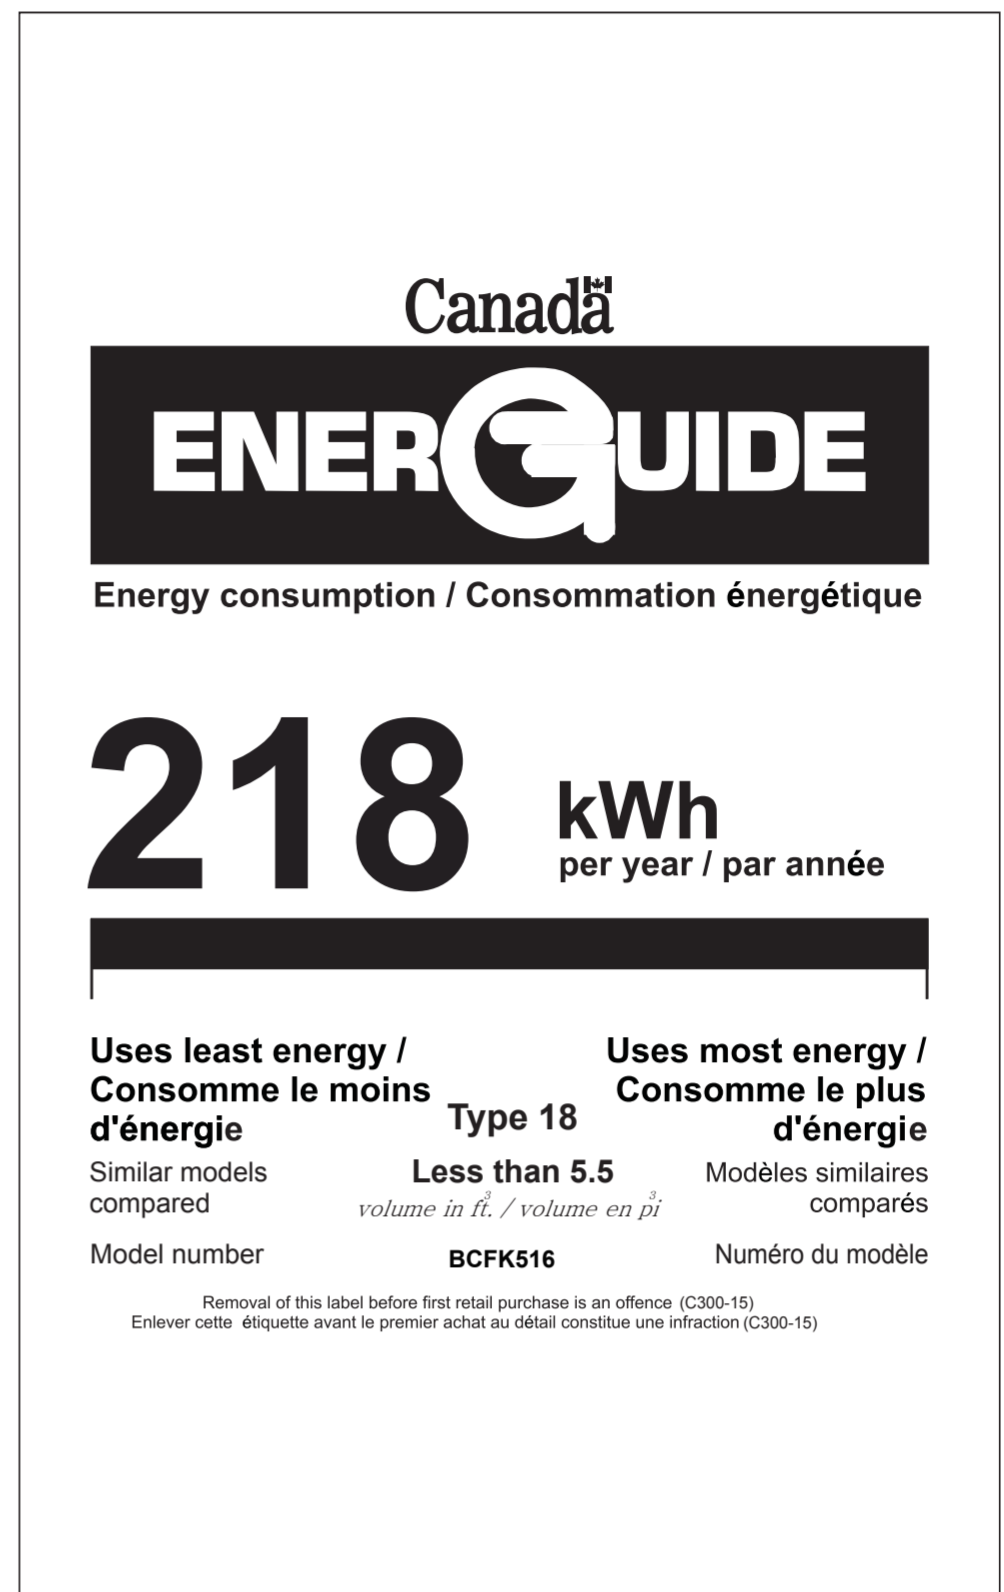 Canada
ENERGUIDE
Energy consumption / Consommation énergétique
218 kWh
per year / par année
Uses least energy /
Consomme le moins
d'énergie
Uses most energy /
Consomme le plus
d'énergie
Type 18
Similar models
compared
Less than 5.5
volume in ft.³ / volume en pi³
Modèles similaires
comparés
Model number
BCFK516
Numéro du modèle
Removal of this label before first retail purchase is an offence (C300-15)
Enlever cette étiquette avant le premier achat au détail constitue une infraction (C300-15)